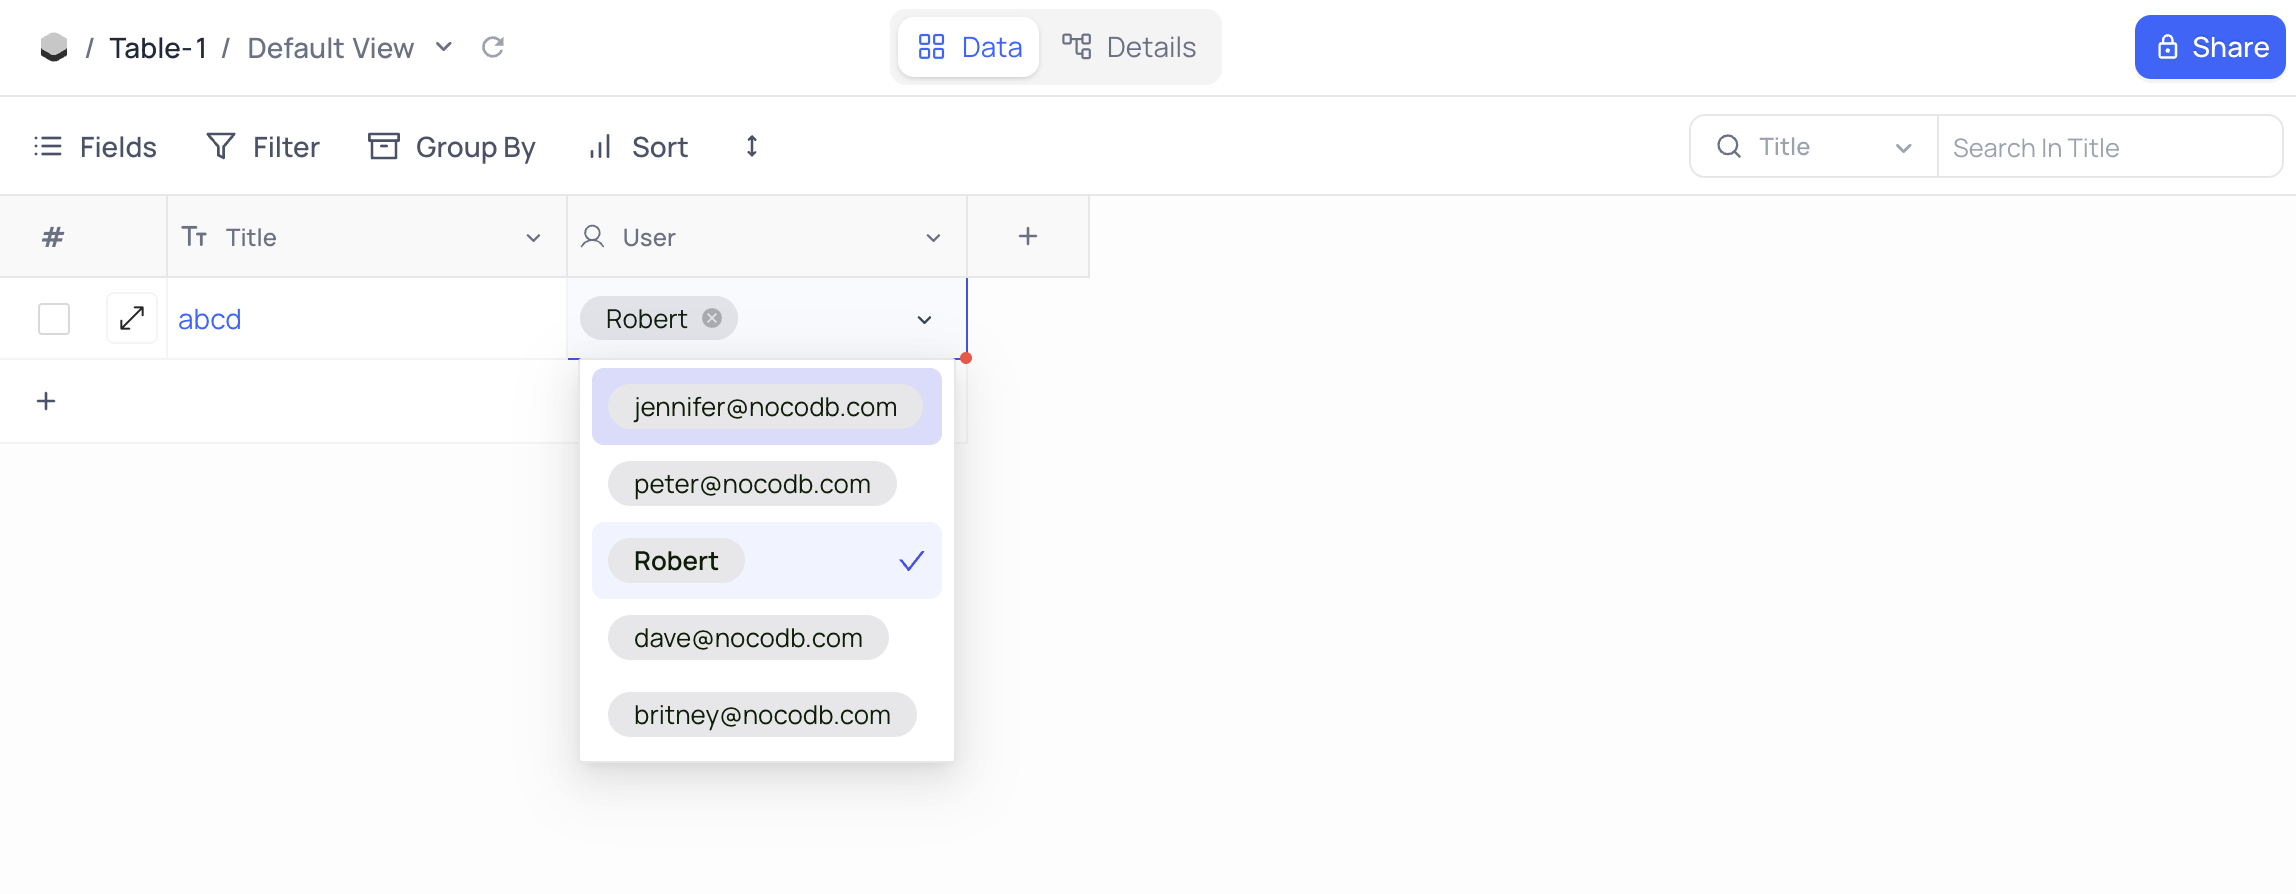 / Table-1 / Default View
Data
Details
Share
Fields
Filter
Group By
Sort
Title
Search In Title
#
Title
User
abcd
Robert
jennifer@nocodb.com
peter@nocodb.com
Robert
dave@nocodb.com
britney@nocodb.com